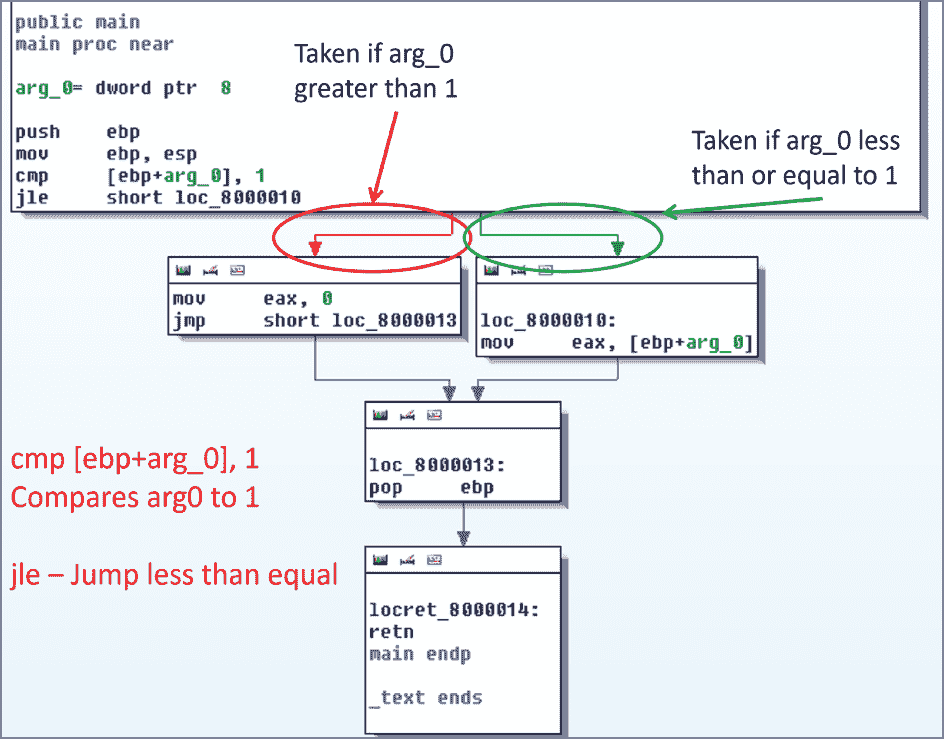 public main
main proc near
arg_0= dword ptr  8
push    ebp
mov     ebp, esp
cmp     [ebp+arg_0], 1
jle     short loc_8000010
Taken if arg_0
greater than 1
Taken if arg_0 less
than or equal to 1
mov     eax, 0
jmp     short loc_8000013
loc_8000010:
mov     eax, [ebp+arg_0]
loc_8000013:
pop     ebp
cmp [ebp+arg_0], 1
Compares arg0 to 1
jle – Jump less than equal
locret_8000014:
retn
main endp
_text ends